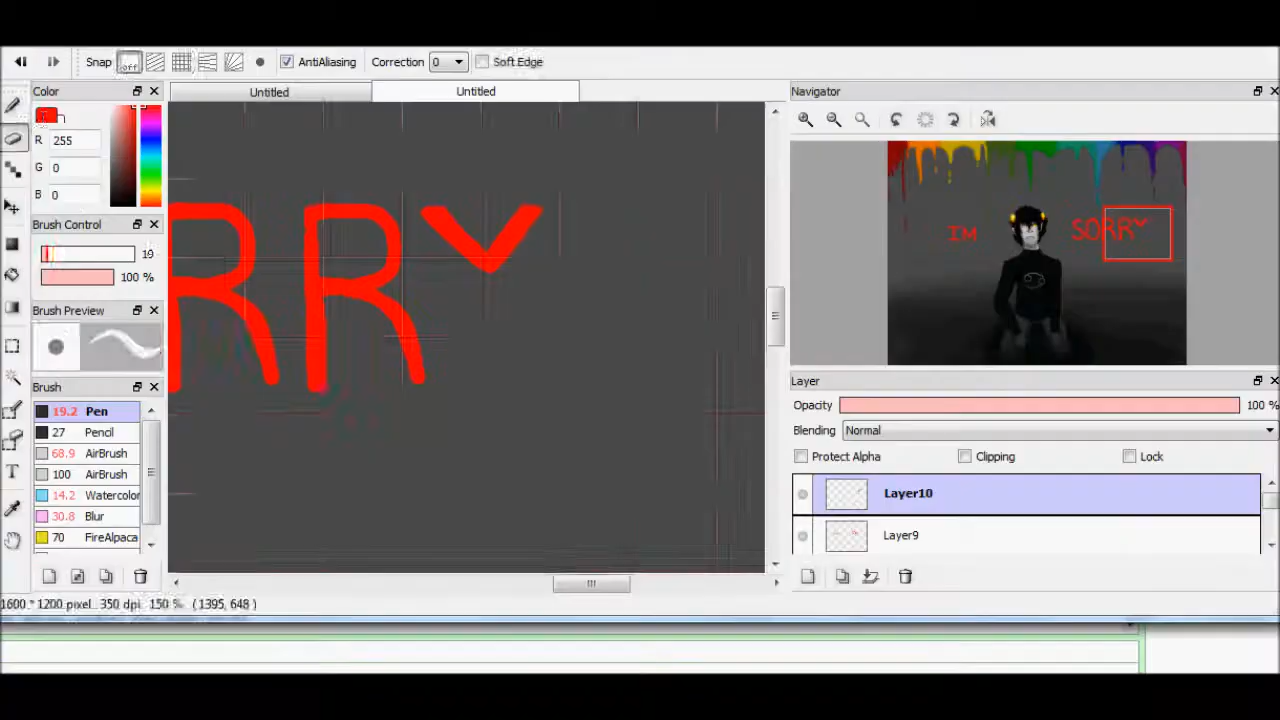 Snap off AntiAliasing Correction 0 Soft Edge
Color
Untitled
Untitled
Navigator
R 255
G 0
B 0
Brush Control
19
100 %
Brush Preview
Brush
19.2 Pen
27 Pencil
68.9 AirBrush
100 AirBrush
14.2 Watercolor
30.8 Blur
70 FireAlpaca
RRY
IM SORRY
Layer
Opacity 100 %
Blending Normal
Protect Alpha Clipping Lock
Layer10
Layer9
1600 * 1200 pixel 350 dpi 150 % ( 1395, 648 )